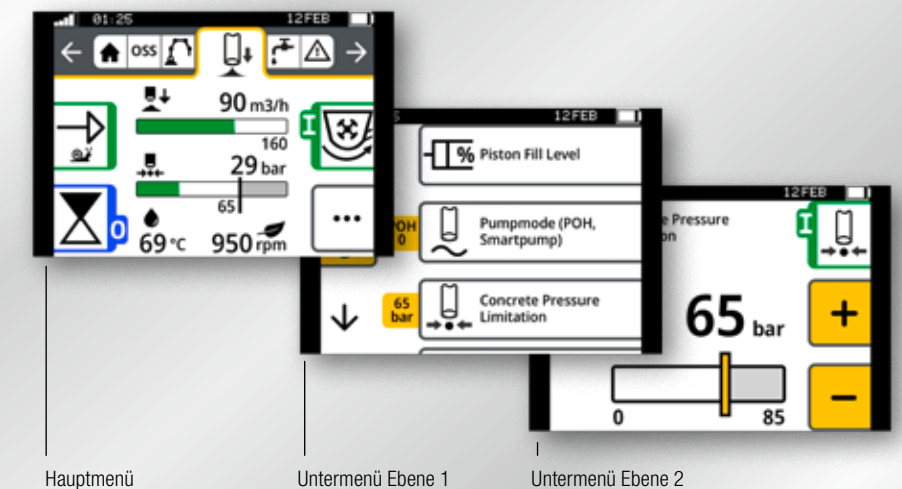 01:25 12FEB
OSS
90 m3/h
160
I
29 bar
65
O
69 °C 950 rpm
...
12FEB
% Piston Fill Level
POH
0
Pumpmode (POH,
Smartpump)
65
bar
Concrete Pressure
Limitation
12FEB
Pressure
I
65 bar
+
0 85
−
Hauptmenü
Untermenü Ebene 1
Untermenü Ebene 2